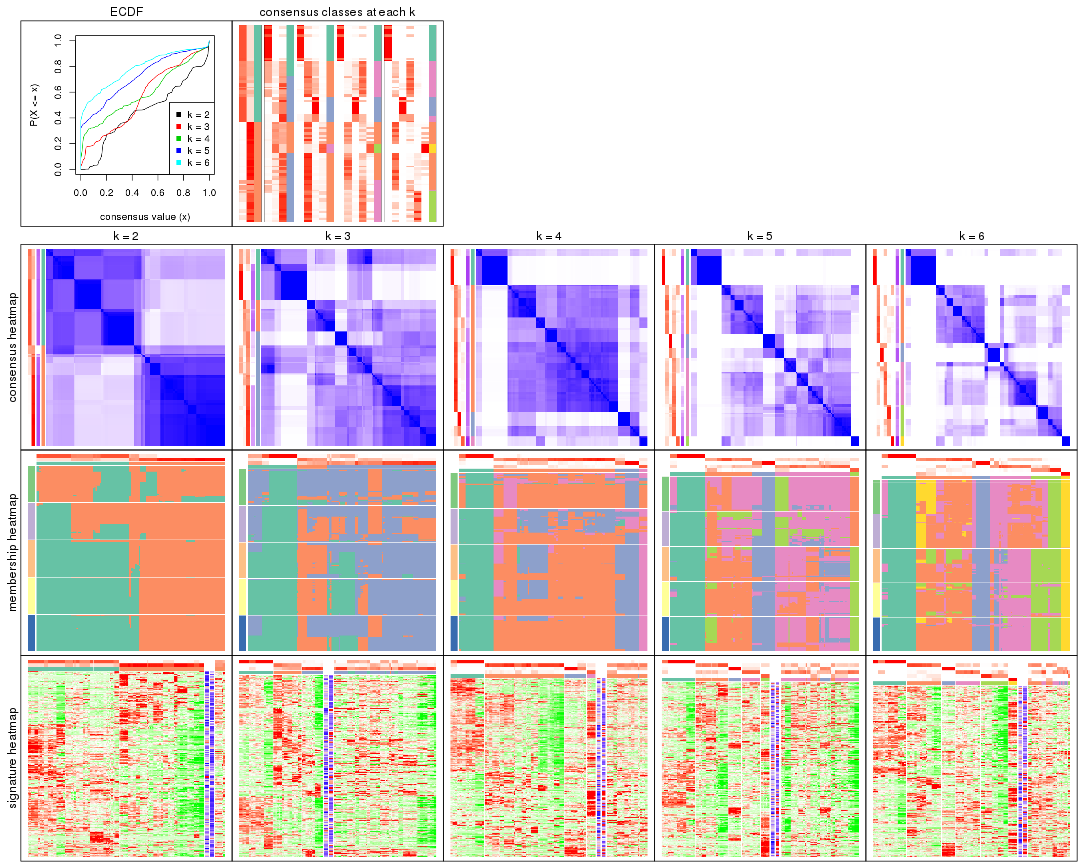 ECDF
consensus classes at each k
P(X <= x)
0.0 0.2 0.4 0.6 0.8 1.0
k = 2
k = 3
k = 4
k = 5
k = 6
0.0 0.2 0.4 0.6 0.8 1.0
consensus value (x)
k = 2
k = 3
k = 4
k = 5
k = 6
consensus heatmap
membership heatmap
signature heatmap